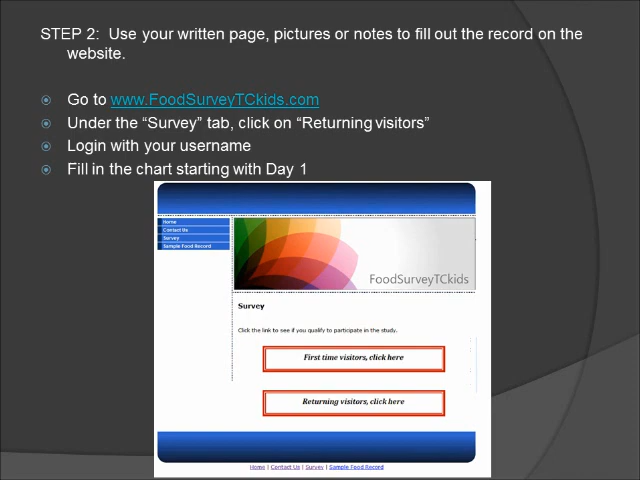 STEP 2:  Use your written page, pictures or notes to fill out the record on the
website.
Go to www.FoodSurveyTCkids.com
Under the “Survey” tab, click on “Returning visitors”
Login with your username
Fill in the chart starting with Day 1
Home
Contact Us
Survey
Sample Food Record
FoodSurveyTCkids
Survey
Click the link to see if you qualify to participate in the study.
First time visitors, click here
Returning visitors, click here
Home | Contact Us | Survey | Sample Food Record